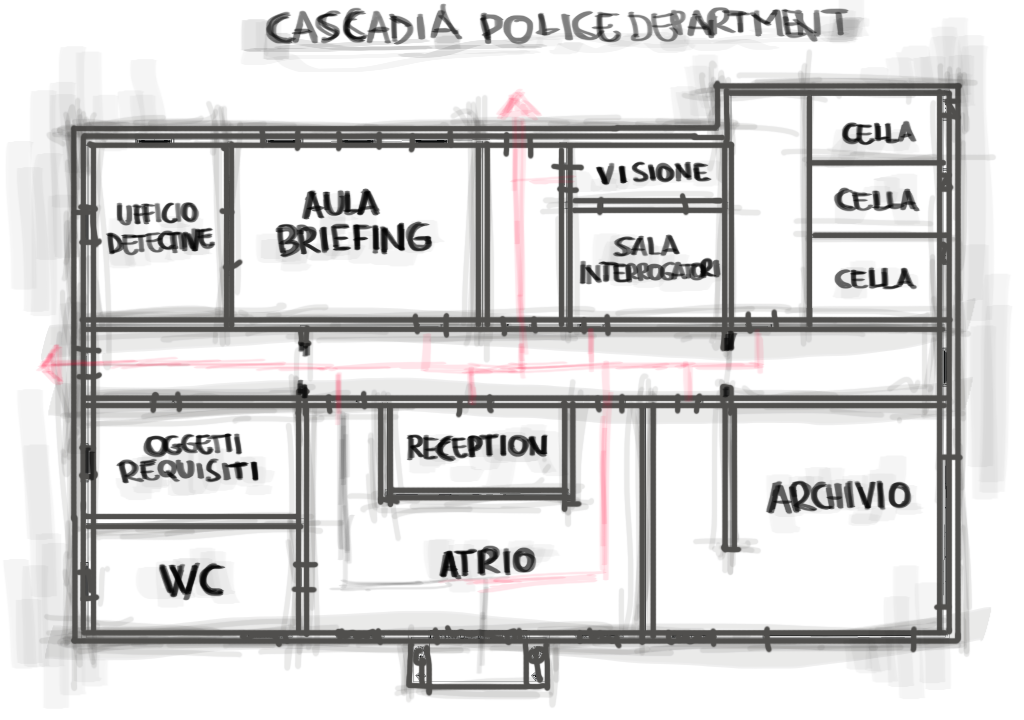 CASCADIA POLICE DEPARTMENT
UFFICIO
DETECTIVE
AULA
BRIEFING
VISIONE
SALA
INTERROGATORI
CELLA
CELLA
CELLA
OGGETTI
REQUISITI
RECEPTION
ARCHIVIO
WC
ATRIO